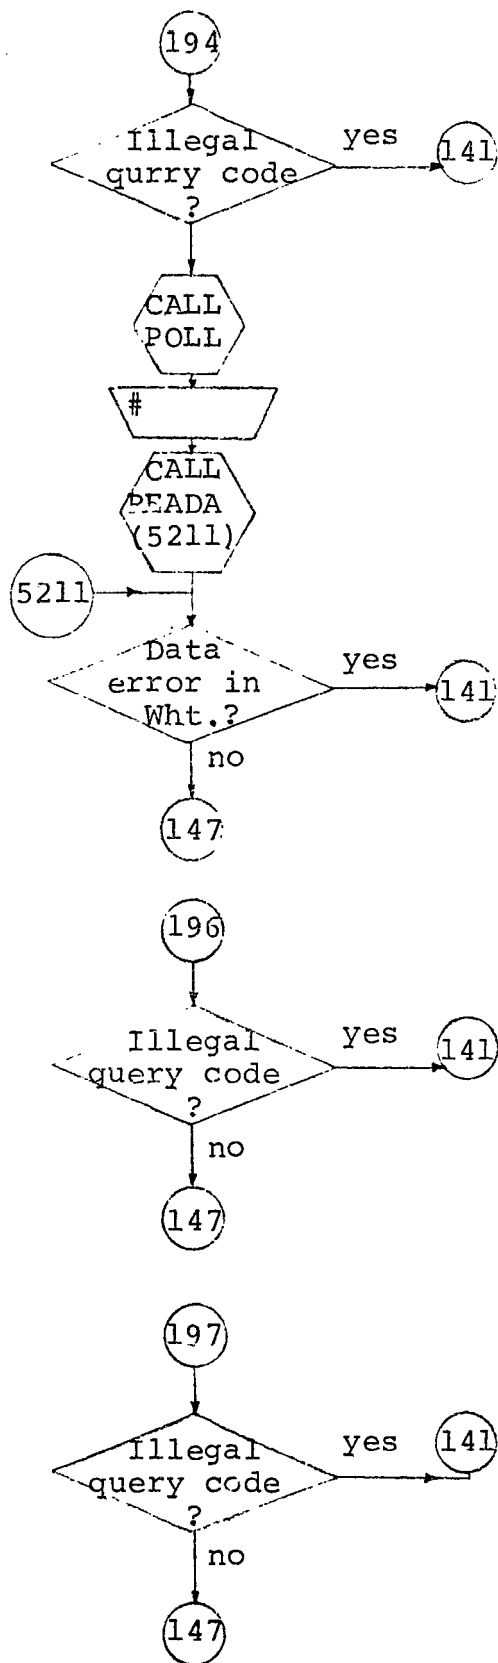 194
Illegal
qurry code
?
yes
141
CALL
POLL
#
CALL
READA
(5211)
5211
Data
error in
Wht.?
yes
141
no
147
196
Illegal
query code
?
yes
141
no
147
197
Illegal
query code
?
yes
141
no
147